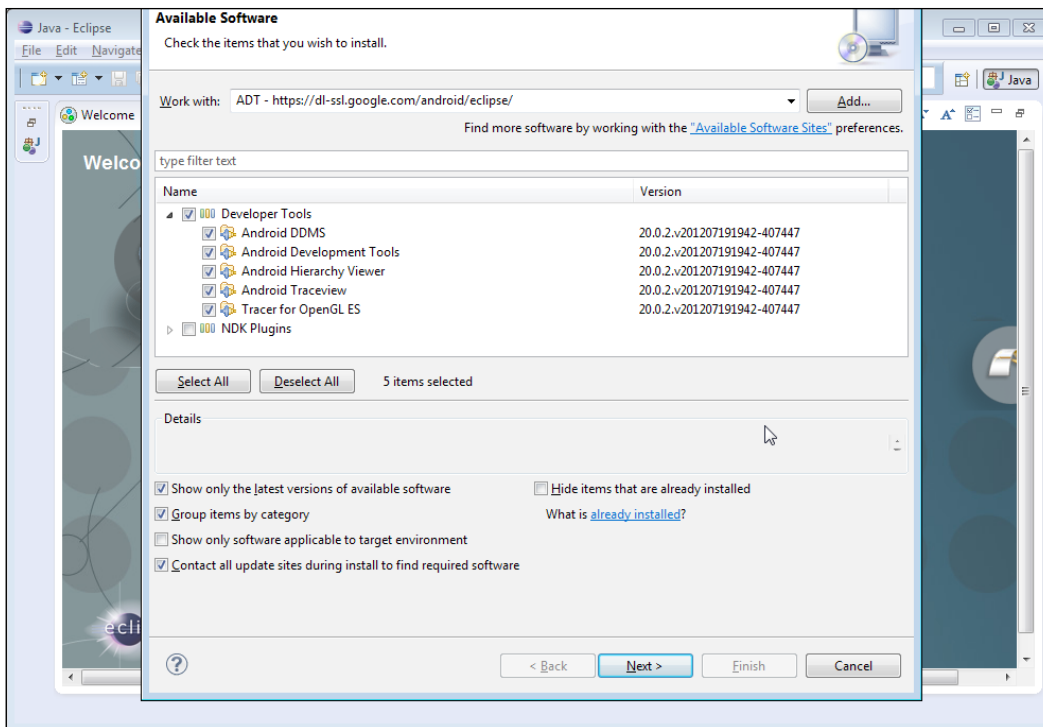 Java - Eclipse
File Edit Navigate
Java
Welcome
Welco
Available Software
Check the items that you wish to install.
Work with: ADT - https://dl-ssl.google.com/android/eclipse/ Add...
Find more software by working with the "Available Software Sites" preferences.
type filter text
Name Version
Developer Tools
Android DDMS 20.0.2.v201207191942-407447
Android Development Tools 20.0.2.v201207191942-407447
Android Hierarchy Viewer 20.0.2.v201207191942-407447
Android Traceview 20.0.2.v201207191942-407447
Tracer for OpenGL ES 20.0.2.v201207191942-407447
NDK Plugins
Select All Deselect All 5 items selected
Details
Show only the latest versions of available software Hide items that are already installed
Group items by category What is already installed?
Show only software applicable to target environment
Contact all update sites during install to find required software
ecli
? < Back Next > Finish Cancel